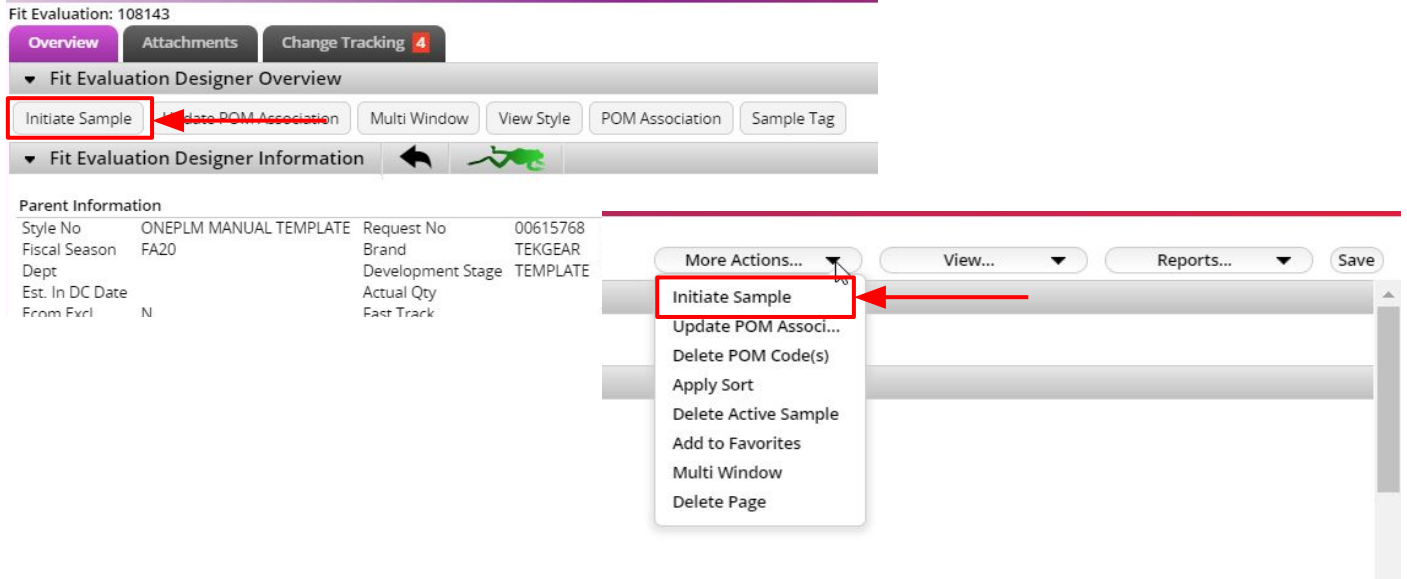 Fit Evaluation: 108143
Overview Attachments Change Tracking 4
Fit Evaluation Designer Overview
Initiate Sample Update POM Association Multi Window View Style POM Association Sample Tag
Fit Evaluation Designer Information
Parent Information
Style No ONEPLM MANUAL TEMPLATE Request No 00615768
Fiscal Season FA20 Brand TEKGEAR
Dept Development Stage TEMPLATE
Est. In DC Date Actual Qty
Ecom Excl N Fast Track
More Actions... View... Reports... Save
Initiate Sample
Update POM Associ...
Delete POM Code(s)
Apply Sort
Delete Active Sample
Add to Favorites
Multi Window
Delete Page